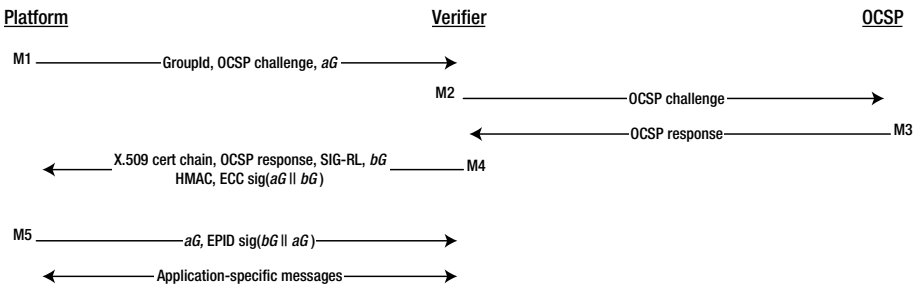 Platform Verifier OCSP
M1 GroupId, OCSP challenge, aG
M2 OCSP challenge
OCSP response M3
X.509 cert chain, OCSP response, SIG-RL, bG M4
HMAC, ECC sig(aG || bG )
M5 aG, EPID sig(bG || aG )
Application-specific messages